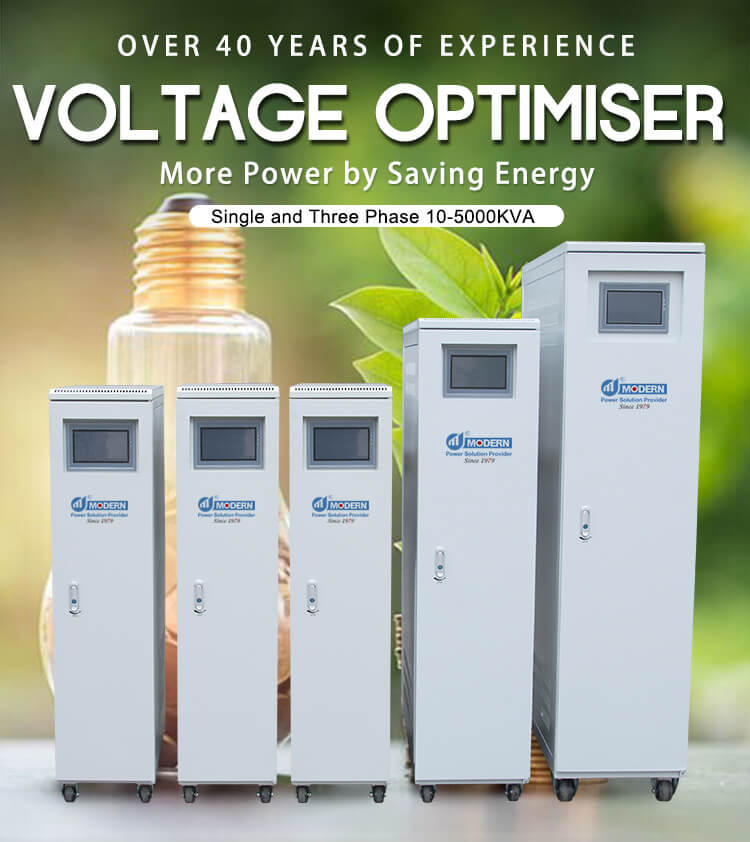 OVER 40 YEARS OF EXPERIENCE
VOLTAGE OPTIMISER
More Power by Saving Energy
Single and Three Phase 10-5000KVA
MODERN
Power Solution Provider
Since 1979
MODERN
Power Solution Provider
Since 1979
MODERN
Power Solution Provider
Since 1979
MODERN
Power Solution Provider
Since 1979
MODERN
Power Solution Provider
Since 1979